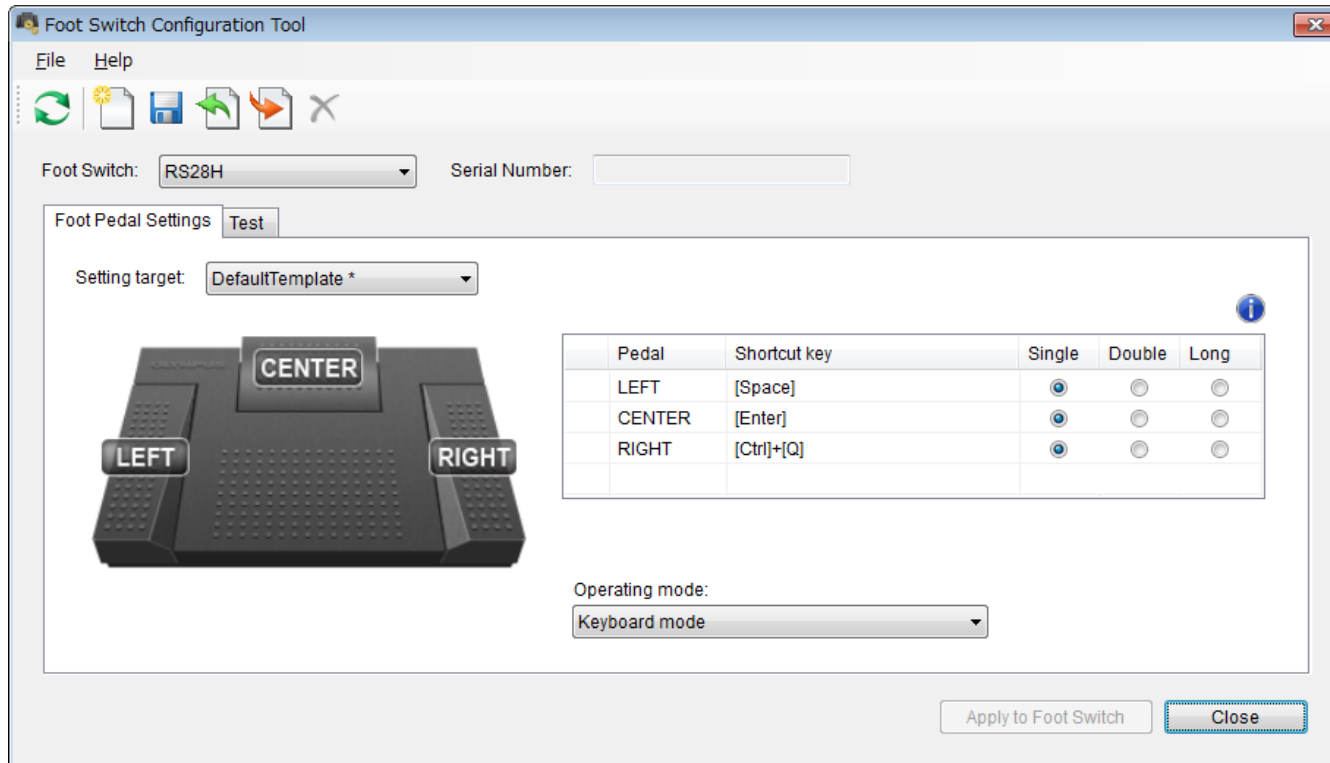 Foot Switch Configuration Tool
File Help
Foot Switch: RS28H Serial Number:
Foot Pedal Settings Test
Setting target: DefaultTemplate *
OLYMPUS
CENTER
LEFT
RIGHT
Pedal Shortcut key Single Double Long
LEFT [Space]
CENTER [Enter]
RIGHT [Ctrl]+[Q]
Operating mode:
Keyboard mode
Apply to Foot Switch Close